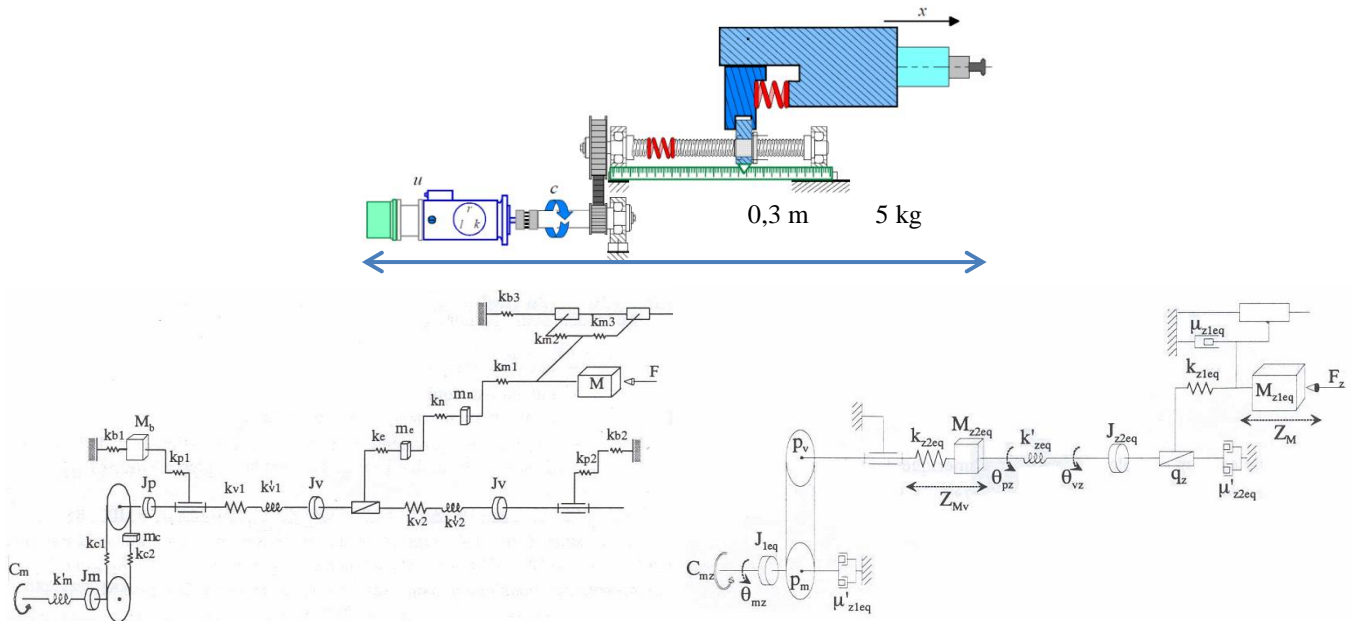 x
u
c
r
l k
0,3 m 5 kg
kb3
km2
km3
km1
M
F
mn
kn
me
ke
Mb
kb1
kp1
kb2
kp2
Jp
kv1
k'v1
Jv
kv2
k'v2
Jv
mc
kc1
kc2
Cm
k'm
Jm
μz1eq
kz1eq
Mz1eq
Fz
ZM
pv
kz2eq
Mz2eq
k'zeq
Jz2eq
θpz
θvz
qz
μ'z2eq
ZMv
J1eq
Cmz
θmz
pm
μ'z1eq